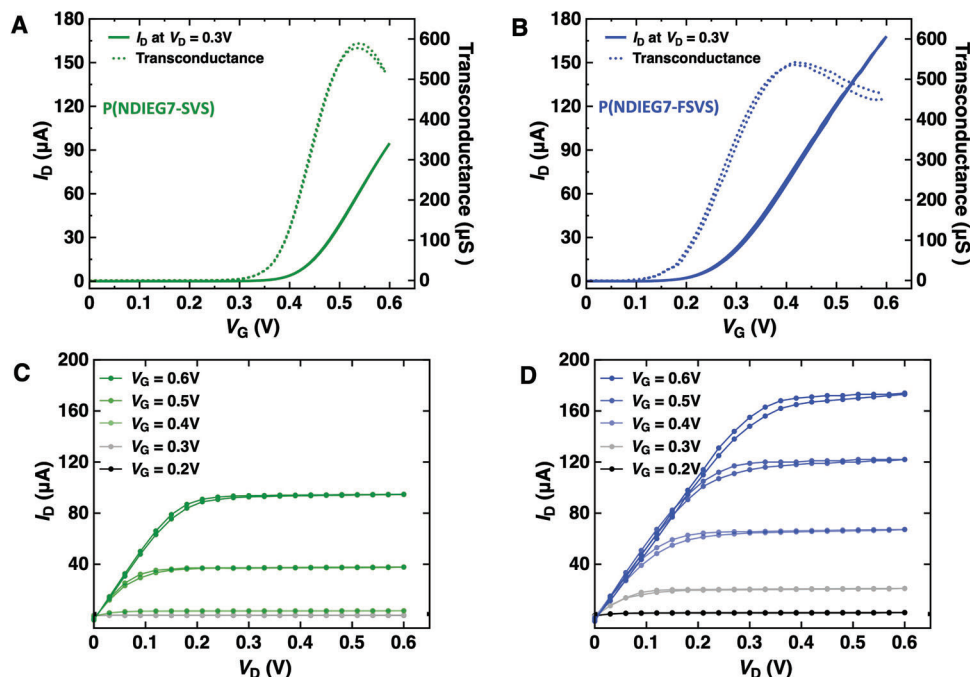 A
180
150
120
90
60
30
0
I_D (µA)
I_D at V_D = 0.3V
Transconductance
P(NDIEG7-SVS)
600
500
400
300
200
100
0
Transconductance (µS)
0 0.1 0.2 0.3 0.4 0.5 0.6
V_G (V)
B
180
150
120
90
60
30
0
I_D (µA)
I_D at V_D = 0.3V
Transconductance
P(NDIEG7-FSVS)
600
500
400
300
200
100
0
Transconductance (µS)
0 0.1 0.2 0.3 0.4 0.5 0.6
V_G (V)
C
200
160
120
80
40
I_D (µA)
V_G = 0.6V
V_G = 0.5V
V_G = 0.4V
V_G = 0.3V
V_G = 0.2V
0 0.1 0.2 0.3 0.4 0.5 0.6
V_D (V)
D
200
160
120
80
40
I_D (µA)
V_G = 0.6V
V_G = 0.5V
V_G = 0.4V
V_G = 0.3V
V_G = 0.2V
0 0.1 0.2 0.3 0.4 0.5 0.6
V_D (V)